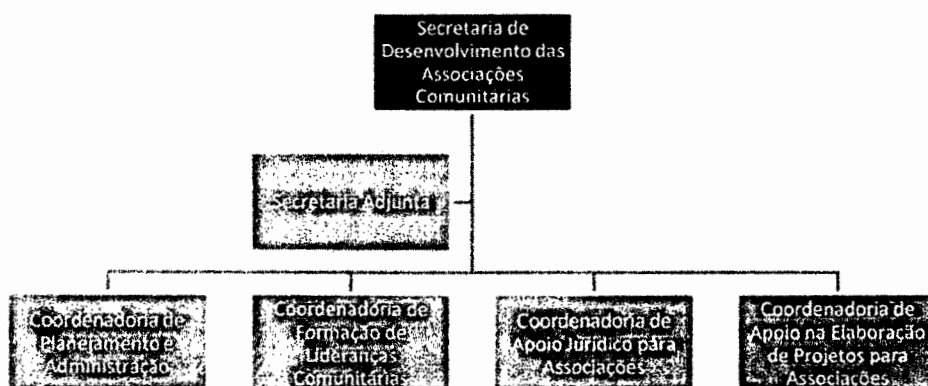 Secretaria de
Desenvolvimento das
Associações
Comunitárias
Secretaria Adjunta
Coordenadoria de
Planejamento e
Administração
Coordenadoria de
Formação de
Lideranças
Comunitárias
Coordenadoria de
Apoio Jurídico para
Associações
Coordenadoria de
Apoio na Elaboração
de Projetos para
Associações